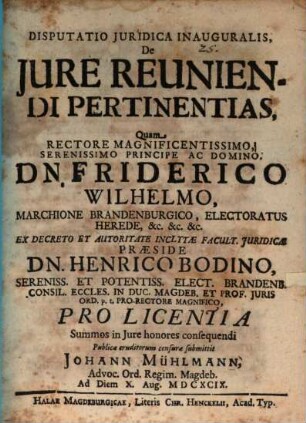 DISPUTATIO JURIDICA INAUGURALIS,
De
25.
JURE REUNIEN-
DI PERTINENTIAS,
Quam
RECTORE MAGNIFICENTISSIMO,
SERENISSIMO PRINCIPE AC DOMINO,
DN. FRIDERICO
WILHELMO,
MARCHIONE BRANDENBURGICO, ELECTORATUS
HEREDE, &c. &c. &c.
EX DECRETO ET AUTORITATE INCLYTÆ FACULT. JURIDICÆ
PRÆSIDE
DN. HENRICO BODINO,
SERENISS. ET POTENTISS. ELECT. BRANDENB.
CONSIL. ECCLES. IN DUC. MAGDEB. ET PROF. JURIS
ORD. p. t. PRO-RECTORE MAGNIFICO,
PRO LICENTIA
Summos in Jure honores consequendi
Publicæ eruditorum censuræ submittit
JOHANN MÜHLMANN,
Advoc. Ord. Regim. Magdeb.
Ad Diem X. Aug. MDCXCIX.
HALAE MAGDEBURGICAE, Literis CHR. HENCKELII, Acad. Typ.